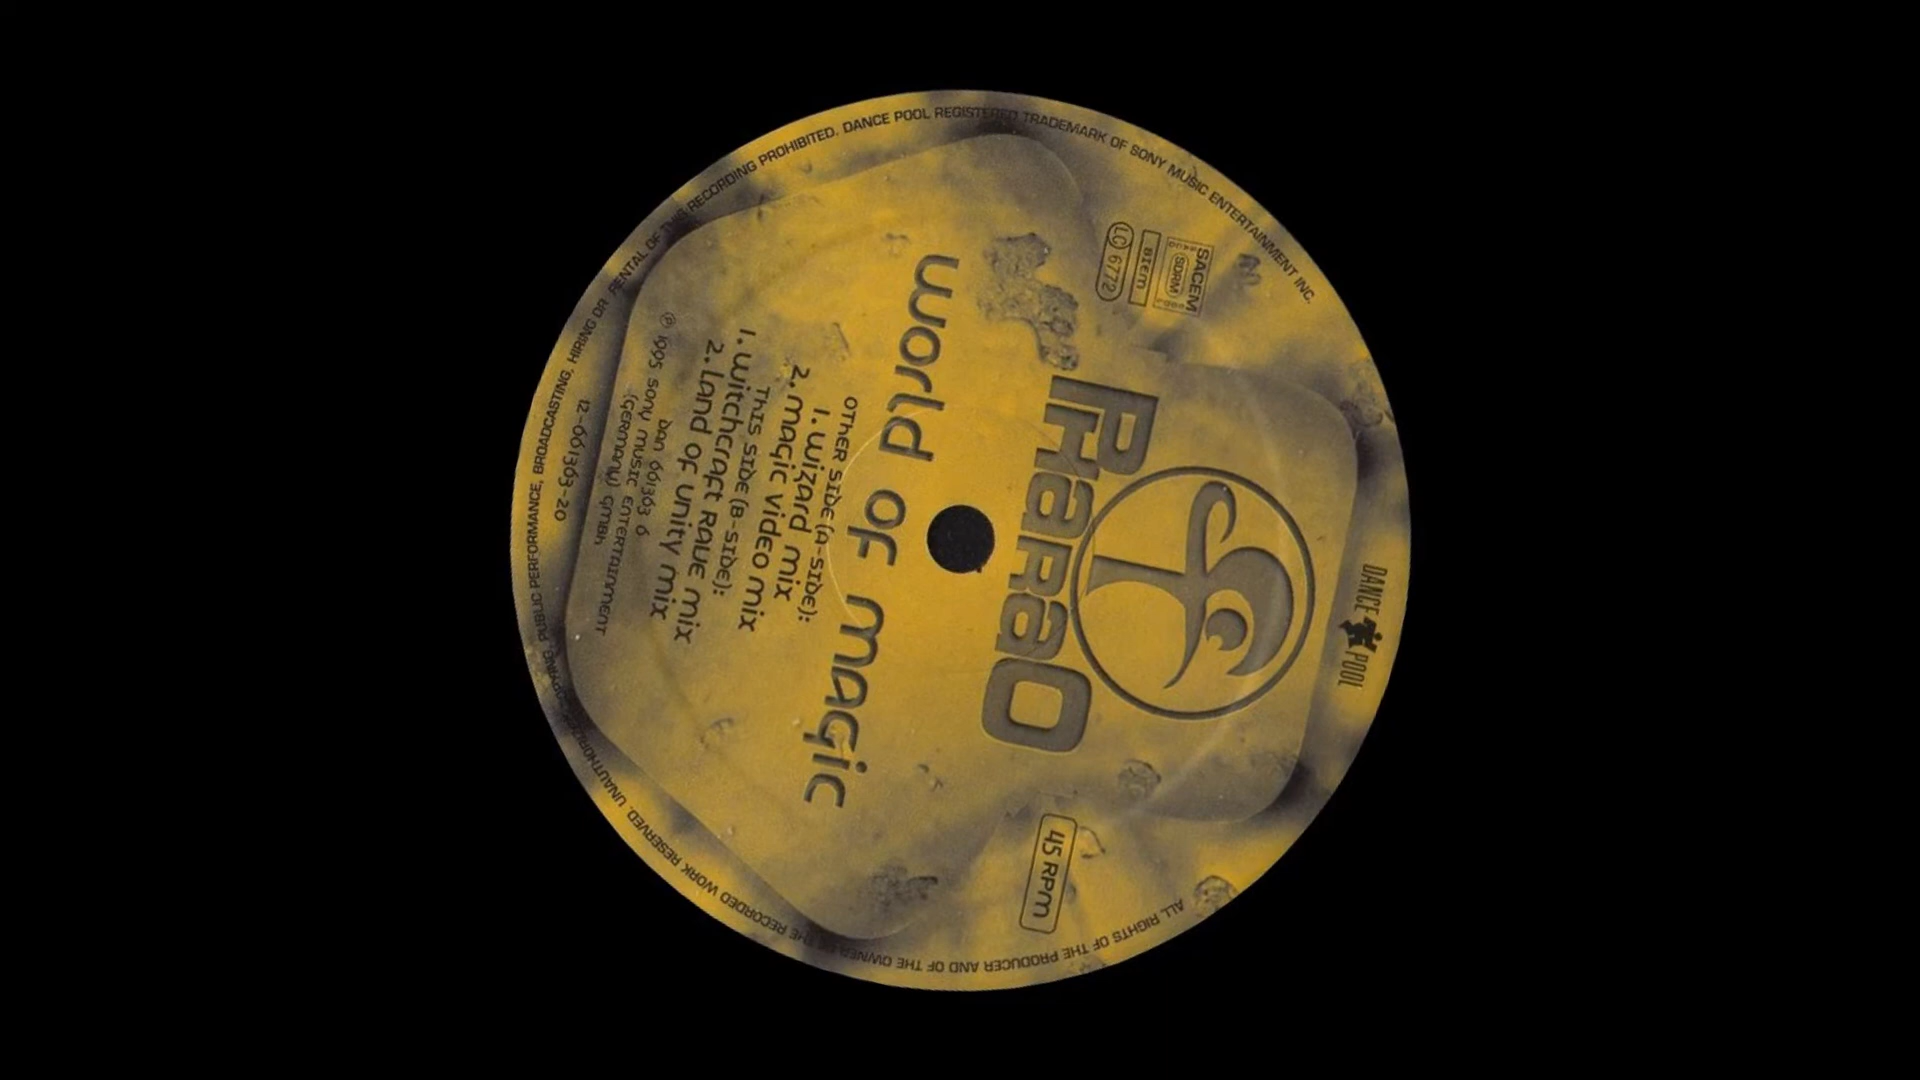 DANCE POOL
PharaO
SACEM
SDRM
BIEM
LC 6772
45 RPM
world of magic
OTHER SIDE (A-SIDE):
1. wizard mix
2. magic video mix
THIS SIDE (B-SIDE):
1. witchcraft rave mix
2. land of unity mix
℗ 1995 sony music entertainment
(germany) gmbh
dan 661363 6
12-661363-20
ALL RIGHTS OF THE PRODUCER AND OF THE OWNER OF THE RECORDED WORK RESERVED. UNAUTHORIZED COPYING, PUBLIC PERFORMANCE, BROADCASTING, HIRING OR RENTAL OF THIS RECORDING PROHIBITED. DANCE POOL REGISTERED TRADEMARK OF SONY MUSIC ENTERTAINMENT INC.